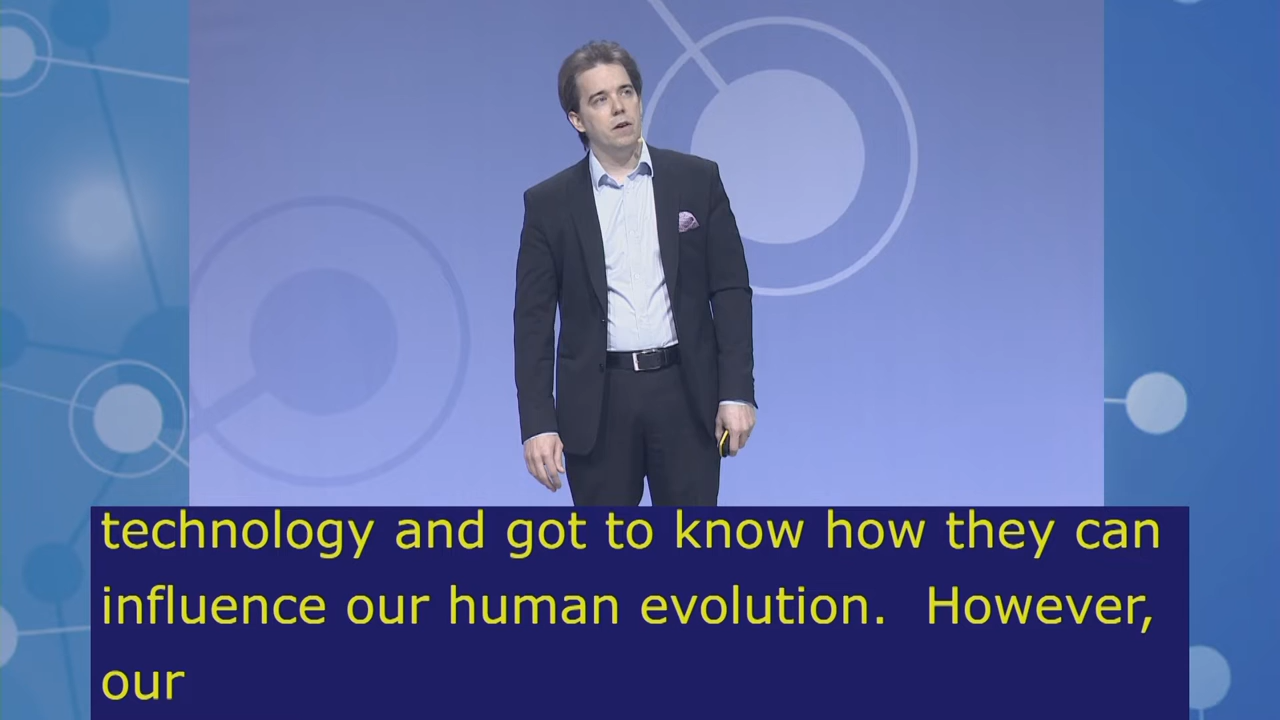 technology and got to know how they can
influence our human evolution.  However,
our